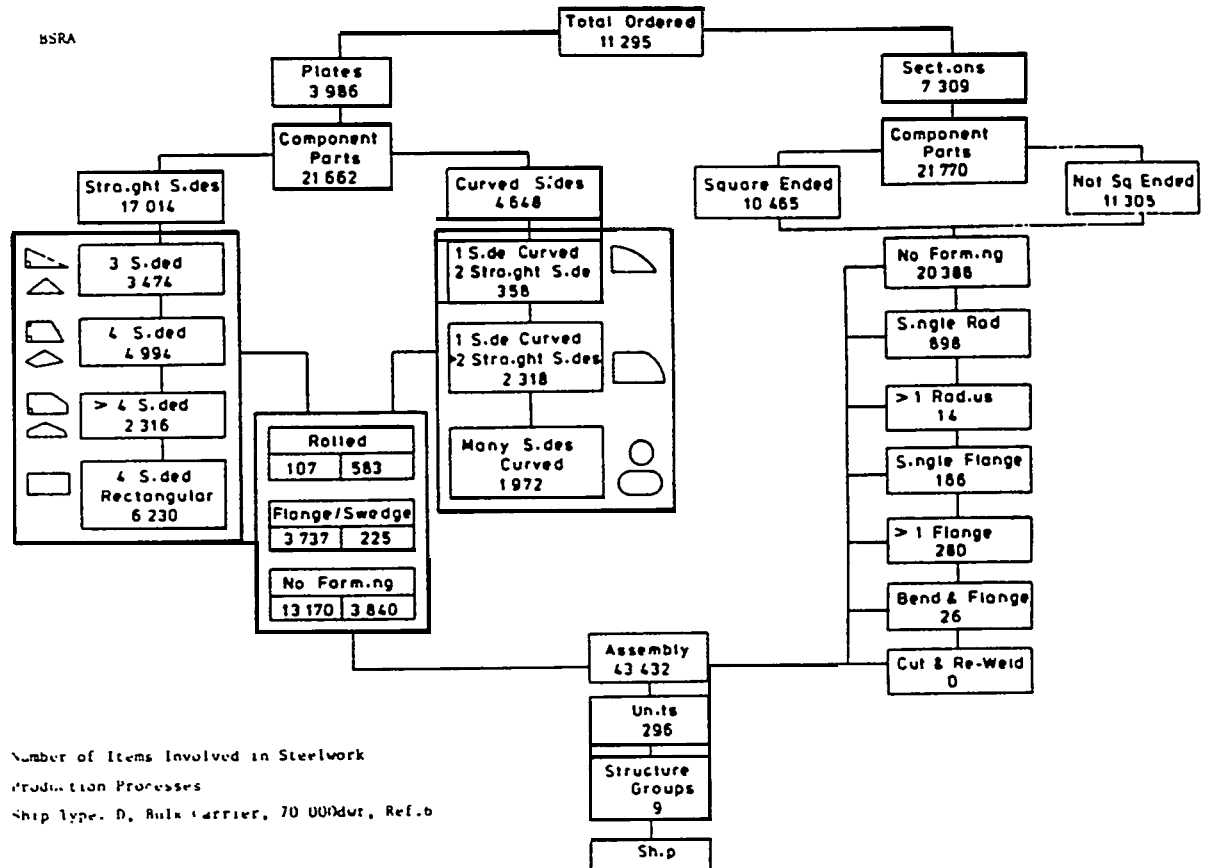 BSRA
Total Ordered
11 295
Plates
3 986
Sect.ons
7 309
Component
Parts
21 662
Component
Parts
21 770
Stra.ght S.des
17 014
Curved S.des
4 648
Square Ended
10 465
Not Sq Ended
11 305
3 S.ded
3 474
4 S.ded
4 994
> 4 S.ded
2 316
4 S.ded
Rectangular
6 230
1 S.de Curved
2 Stra.ght S.de
358
1 S.de Curved
>2 Stra.ght S.des
2 318
Many S.des
Curved
1 972
Rolled
107 583
Flange/Swedge
3 737 225
No Form.ng
13 170 3 840
No Form.ng
20 386
S.ngle Rad
898
> 1 Rad.us
14
S.ngle Flange
186
> 1 Flange
280
Bend & Flange
26
Cut & Re-Weld
0
Assembly
43 432
Un.ts
296
Structure
Groups
9
Sh.p
Number of Items Involved in Steelwork
Production Processes
Ship Type. D, Bulk Carrier, 70 000dwt, Ref.6